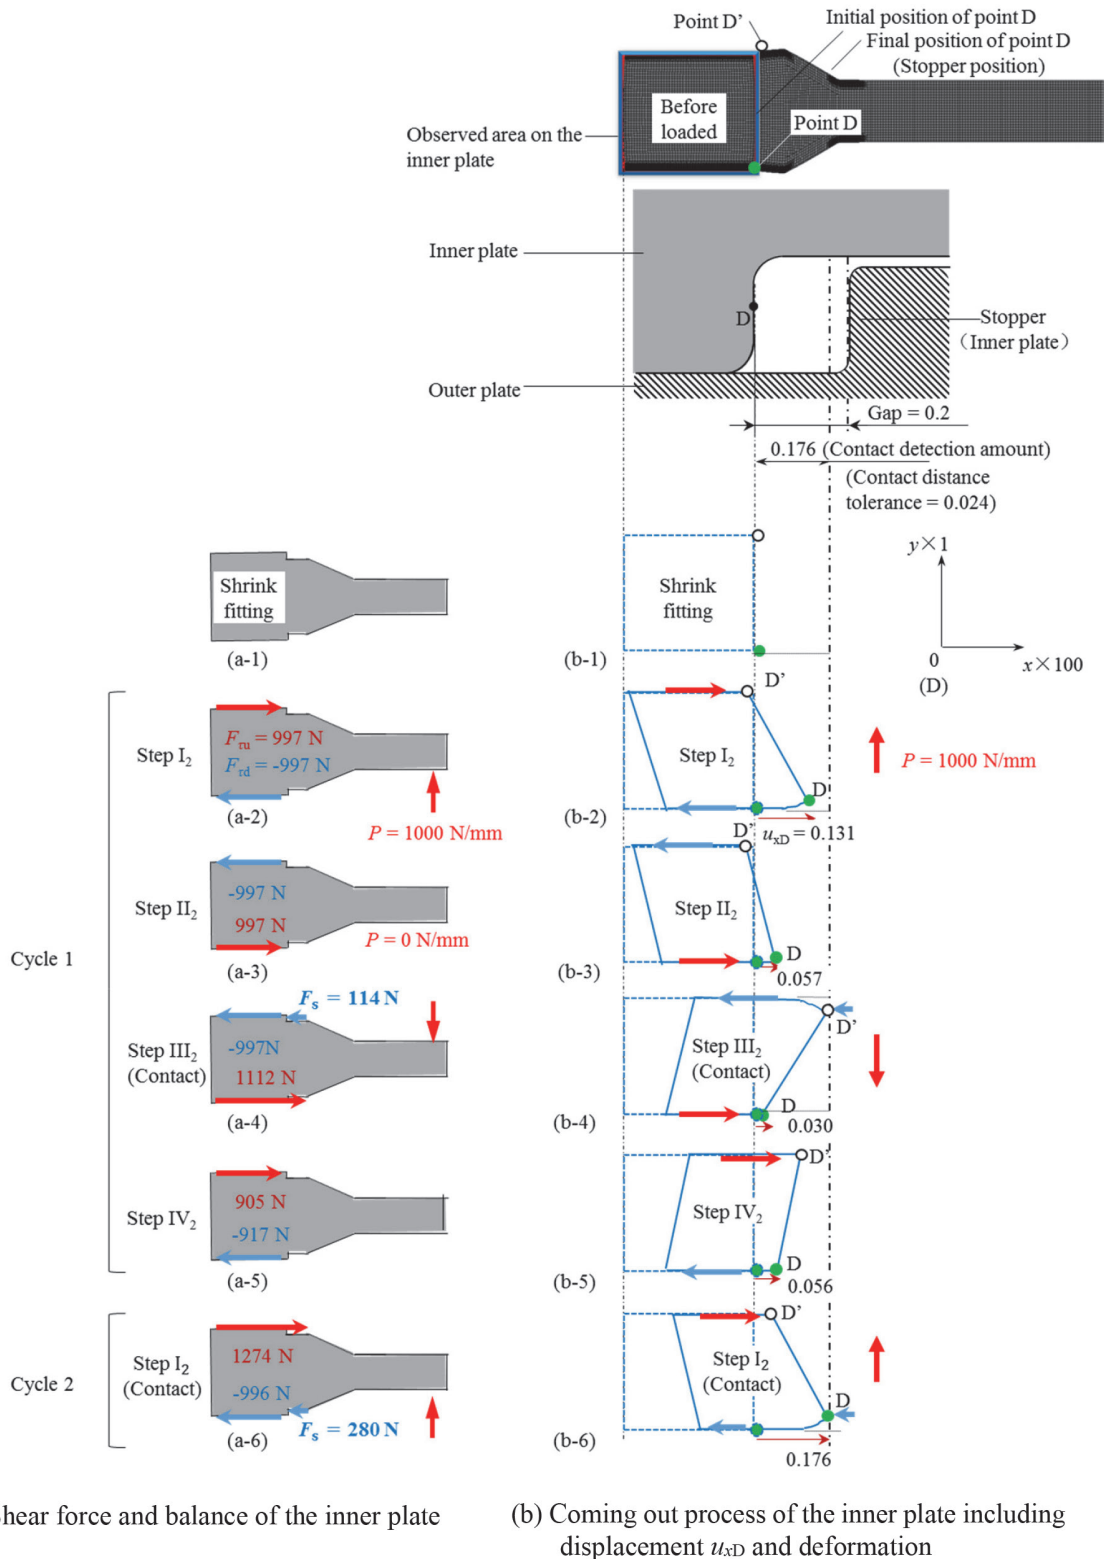 Point D’
Initial position of point D
Final position of point D
(Stopper position)
Before
loaded
Point D
Observed area on the
inner plate
Inner plate
D
Stopper
（Inner plate）
Outer plate
Gap = 0.2
0.176 (Contact detection amount)
(Contact distance
tolerance = 0.024)
y×1
0
(D)
x×100
Shrink
fitting
(a-1)
Shrink
fitting
(b-1)
Cycle 1
Step I₂
Fru = 997 N
Frd = -997 N
(a-2)
P = 1000 N/mm
D’
Step I₂
D
(b-2)
uxD = 0.131
P = 1000 N/mm
Step II₂
-997 N
997 N
(a-3)
P = 0 N/mm
D’
Step II₂
D
(b-3)
0.057
Fs = 114 N
Step III₂
(Contact)
-997N
1112 N
(a-4)
D’
Step III₂
(Contact)
D
(b-4)
0.030
Step IV₂
905 N
-917 N
(a-5)
D’
Step IV₂
D
(b-5)
0.056
Cycle 2
Step I₂
(Contact)
1274 N
-996 N
Fs = 280 N
(a-6)
D’
Step I₂
(Contact)
D
(b-6)
0.176
hear force and balance of the inner plate
(b) Coming out process of the inner plate including
displacement uxD and deformation